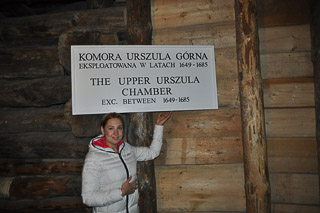 KOMORA URSZULA GÓRNA
EKSPLOATOWANA W LATACH 1649-1685
THE UPPER URSZULA
CHAMBER
EXC. BETWEEN 1649-1685